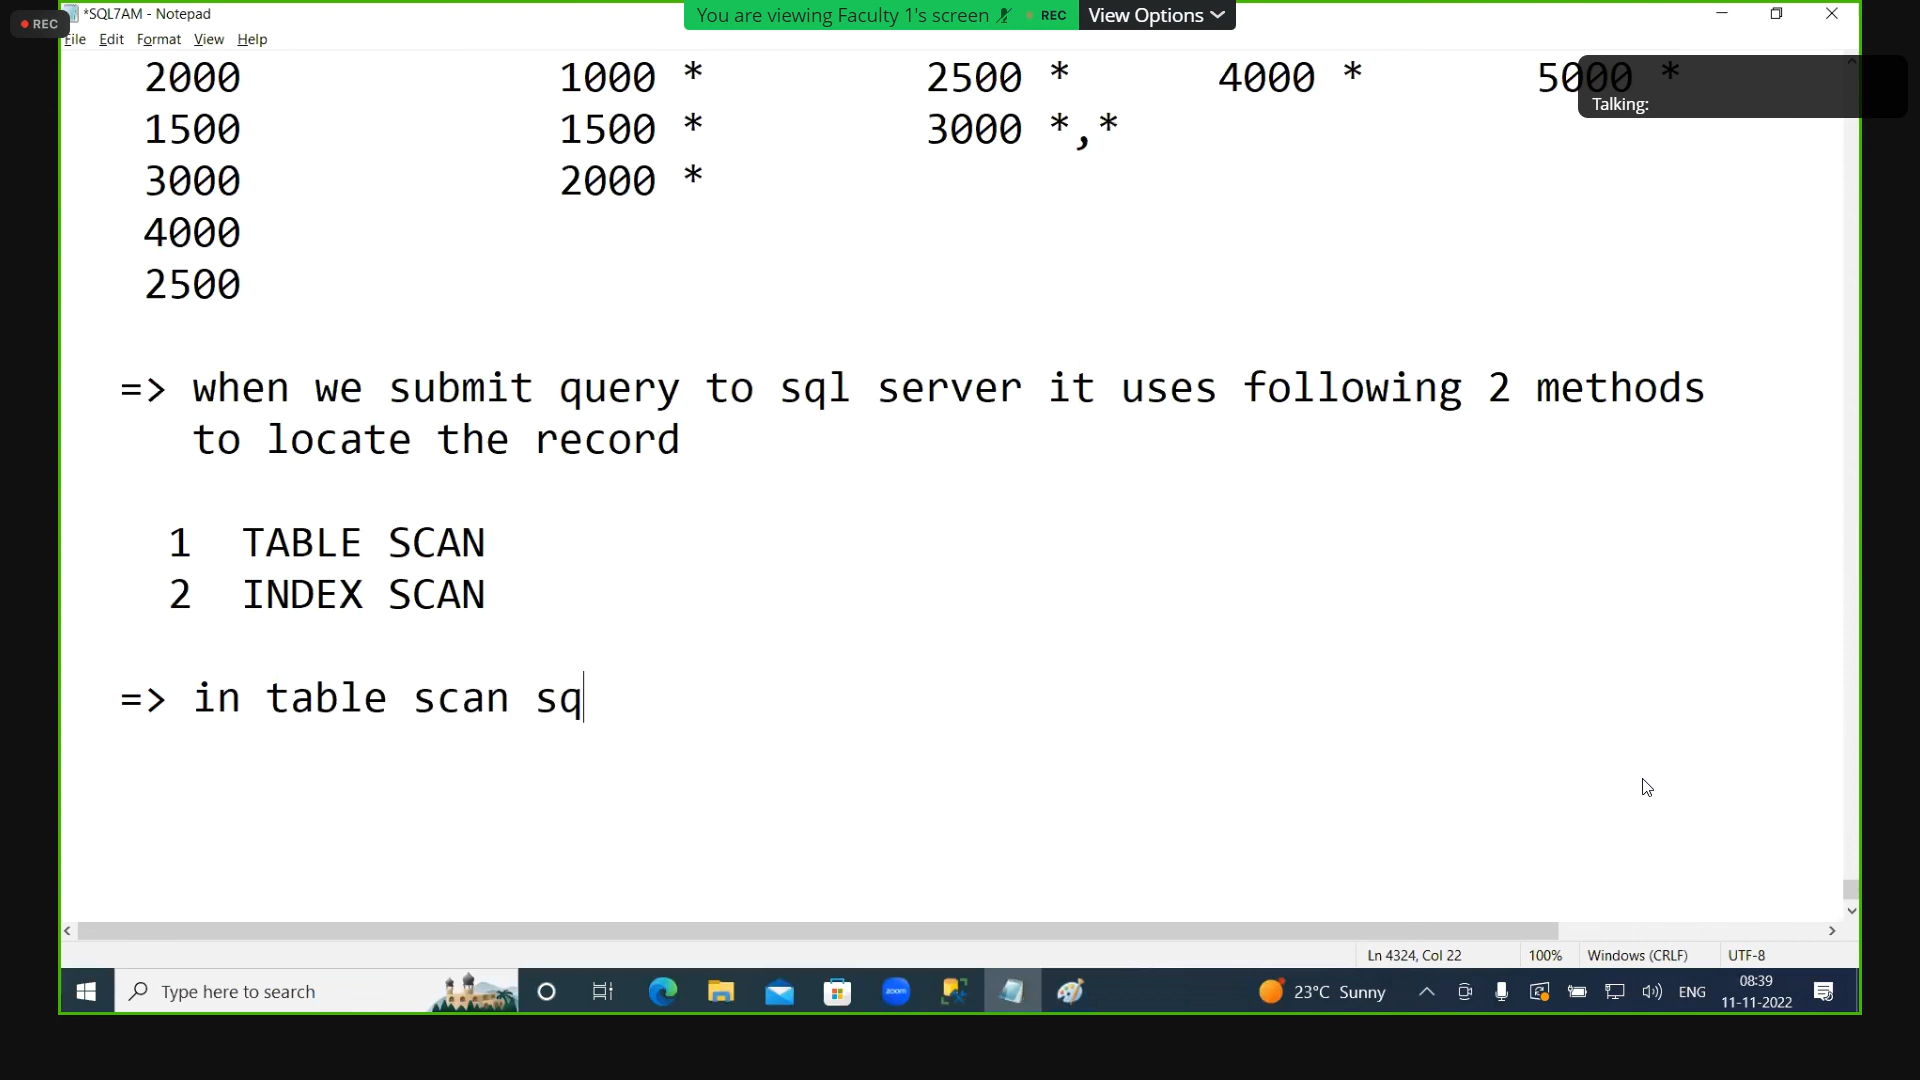 REC
*SQL7AM - Notepad
You are viewing Faculty 1's screen
REC
View Options
File Edit Format View Help
2000 1000 * 2500 * 4000 * 5000 *
Talking:
1500 1500 * 3000 *,*
3000 2000 *
4000
2500
=> when we submit query to sql server it uses following 2 methods
to locate the record
1 TABLE SCAN
2 INDEX SCAN
=> in table scan sq
Ln 4324, Col 22 100% Windows (CRLF) UTF-8
Type here to search
zoom
23°C Sunny
ENG
08:39
11-11-2022